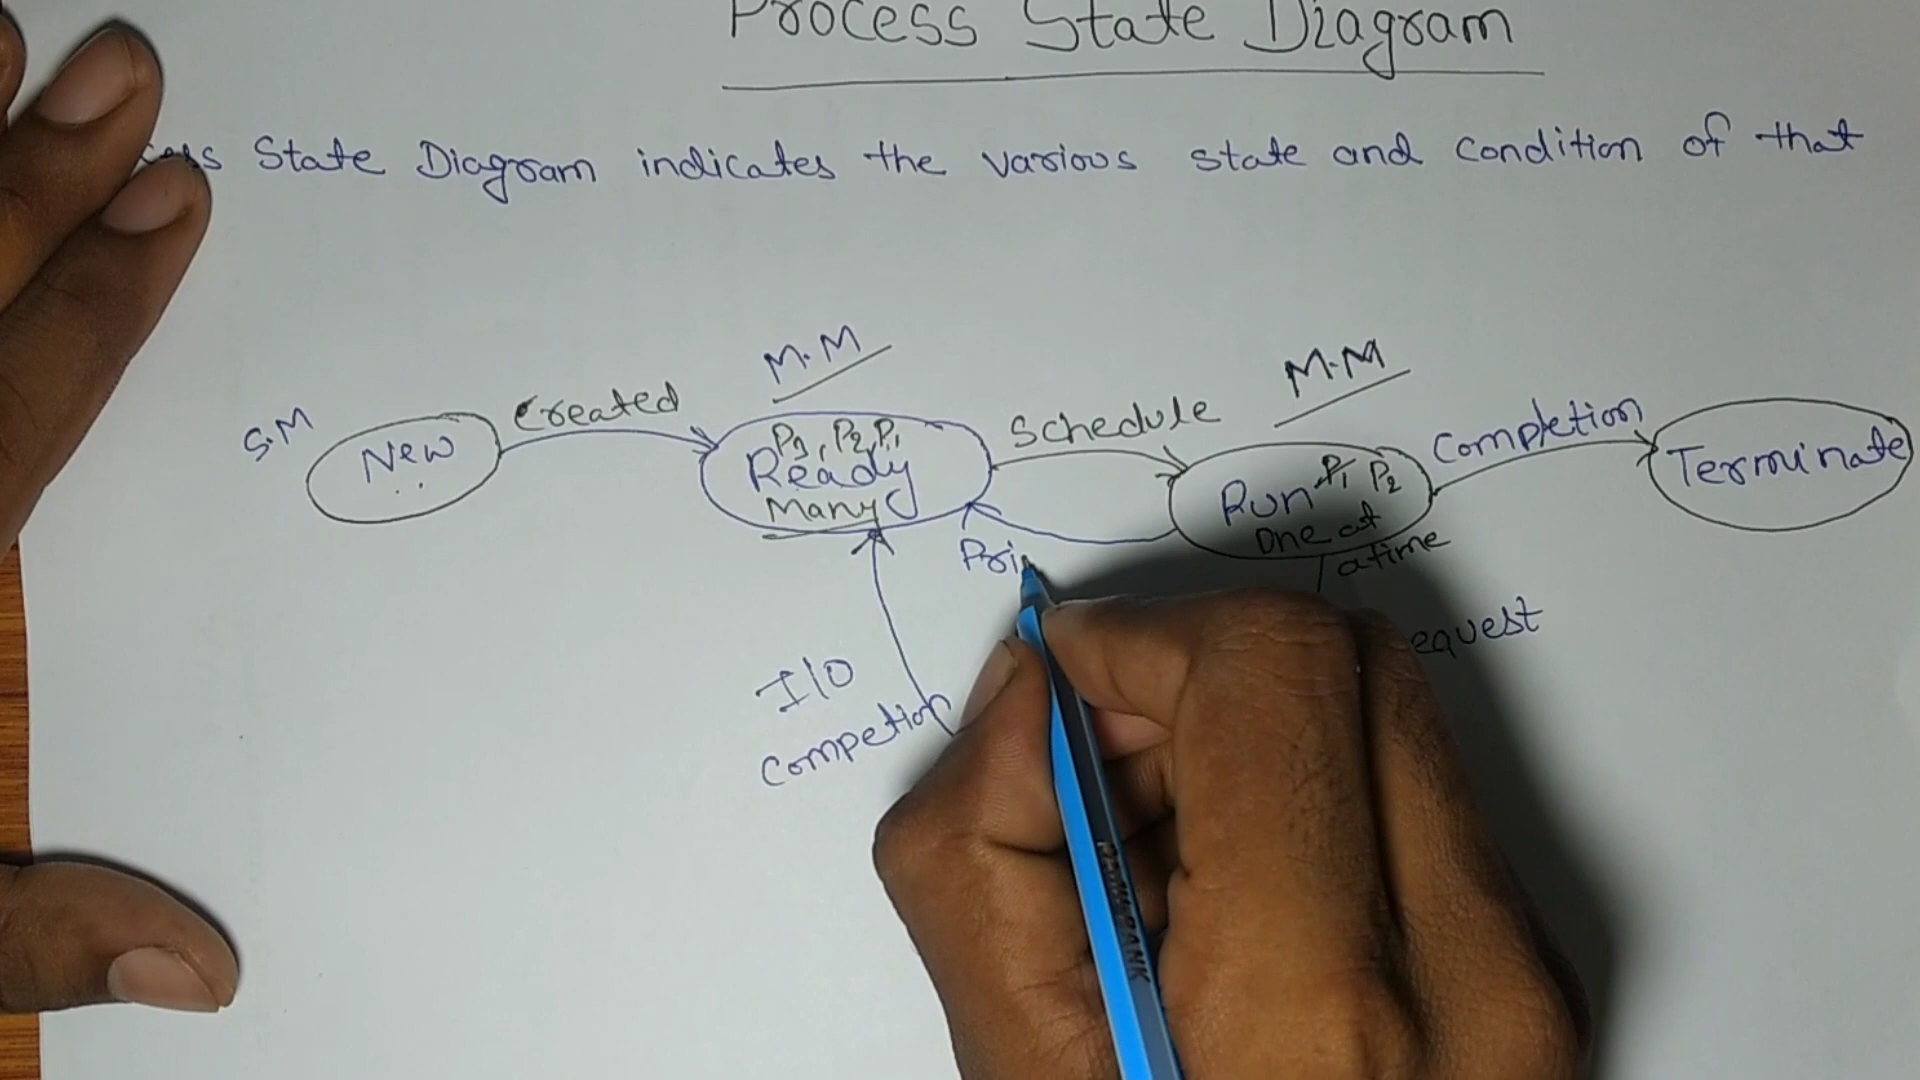 Process State Diagram
State Diagram indicates the various state and condition of that
M.M
M.M
S.M
New
Created
P3, P2, P1
Ready
Many
Schedule
Run P1 P2
One at
a time
Completion
Terminate
Pri
I/O
Competion